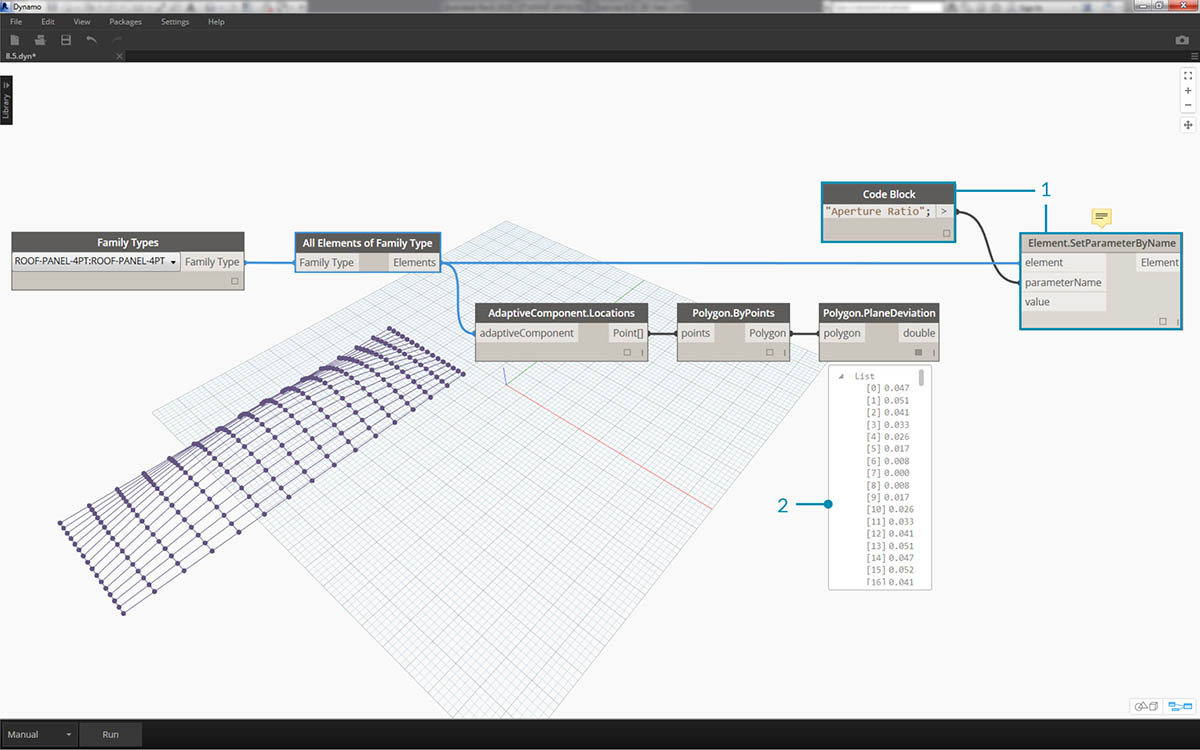 Dynamo
File Edit View Packages Settings Help
8.5.dyn*
Library
Family Types
ROOF-PANEL-4PT:ROOF-PANEL-4PT Family Type
All Elements of Family Type
Family Type Elements
AdaptiveComponent.Locations
adaptiveComponent Point[]
Polygon.ByPoints
points Polygon
Polygon.PlaneDeviation
polygon double
List
[0] 0.047
[1] 0.051
[2] 0.041
[3] 0.033
[4] 0.026
[5] 0.017
[6] 0.008
[7] 0.000
[8] 0.008
[9] 0.017
[10] 0.026
[11] 0.033
[12] 0.041
[13] 0.051
[14] 0.047
[15] 0.052
[16] 0.041
2
Code Block
"Aperture Ratio"; >
1
Element.SetParameterByName
element Element
parameterName
value
Manual Run